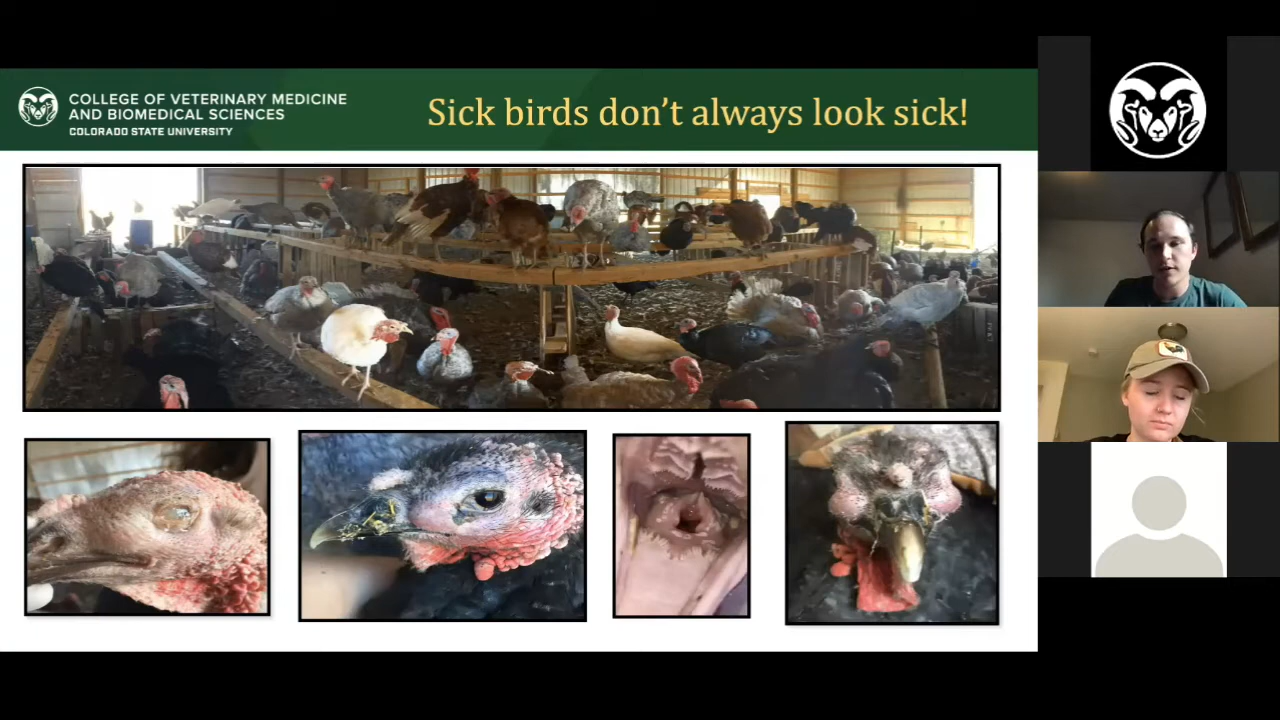 COLLEGE OF VETERINARY MEDICINE
AND BIOMEDICAL SCIENCES
COLORADO STATE UNIVERSITY
Sick birds don't always look sick!